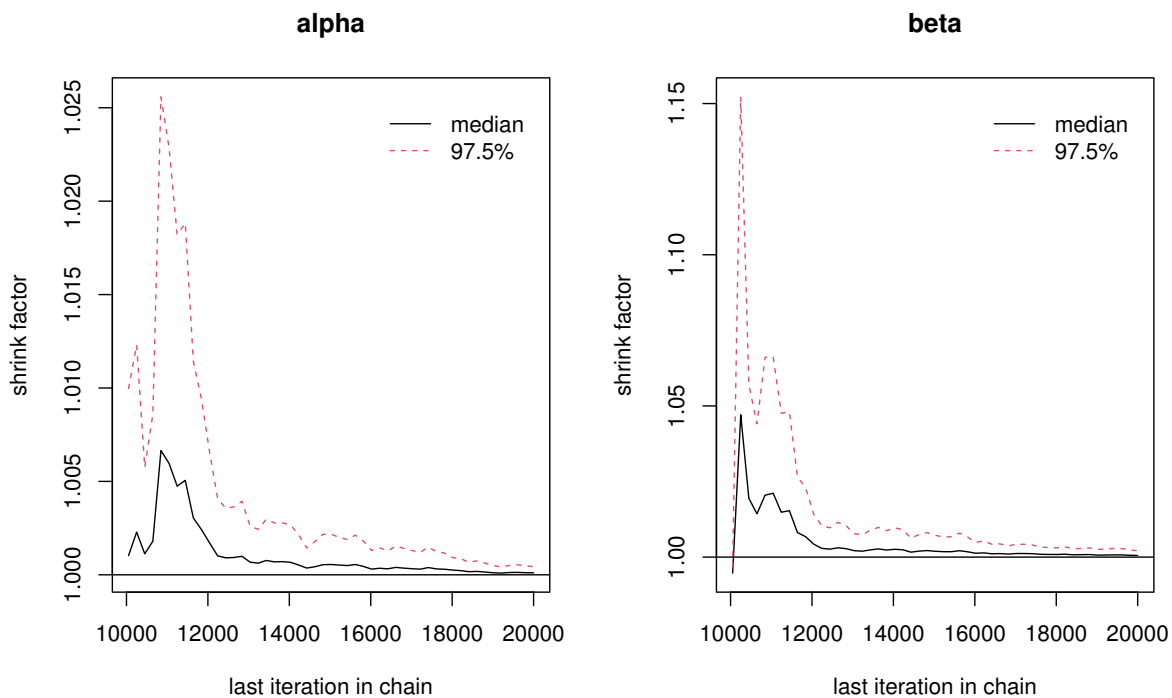 alpha
shrink factor
1.025
1.020
1.015
1.010
1.005
1.000
median
97.5%
10000 12000 14000 16000 18000 20000
last iteration in chain
beta
shrink factor
1.15
1.10
1.05
1.00
median
97.5%
10000 12000 14000 16000 18000 20000
last iteration in chain